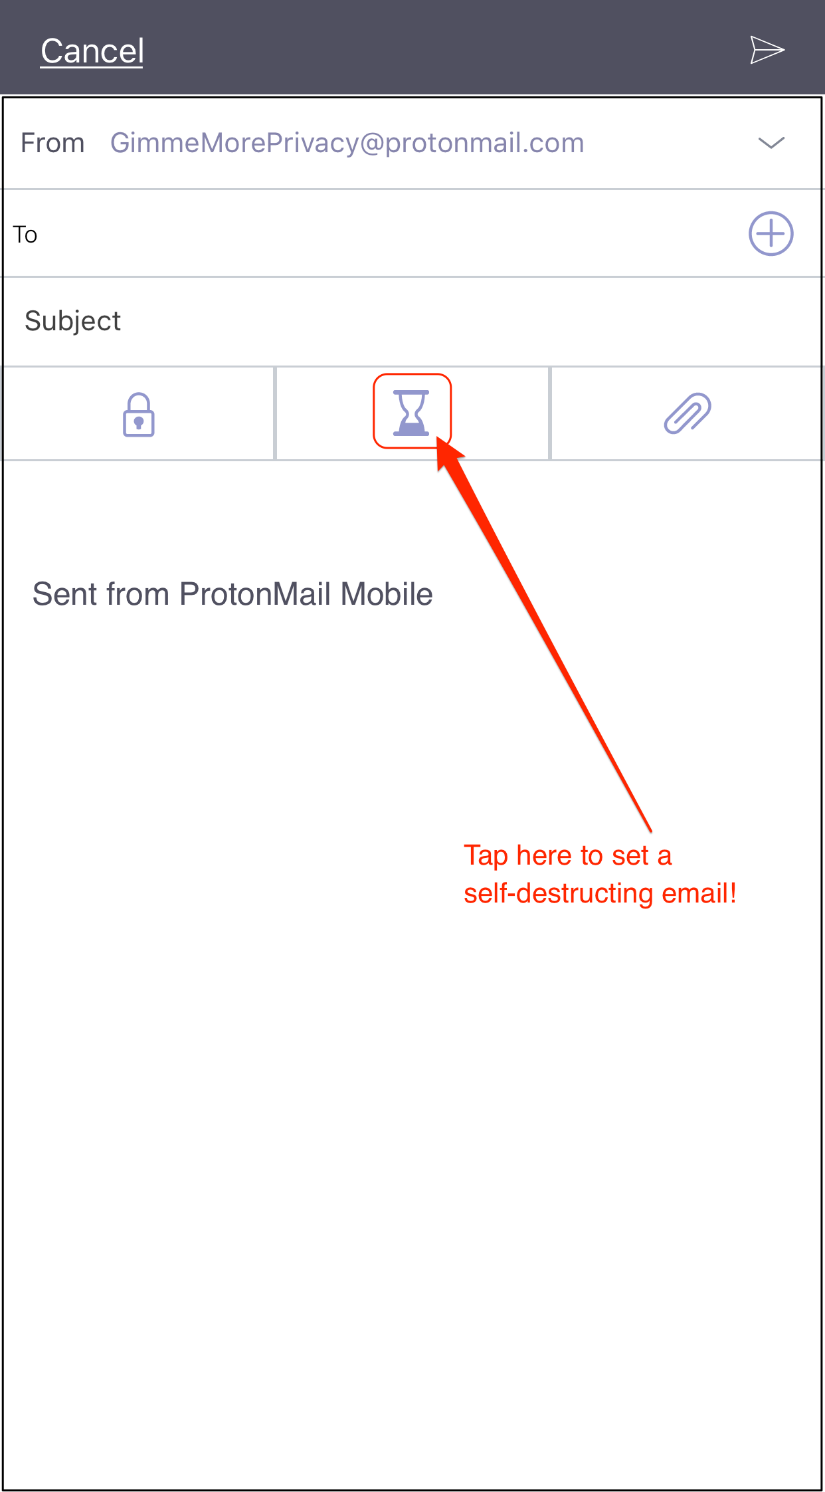 Cancel
From GimmeMorePrivacy@protonmail.com
To
Subject
Sent from ProtonMail Mobile
Tap here to set a
self-destructing email!